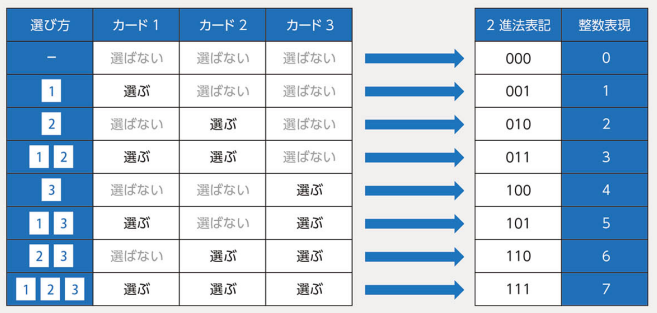 選び方 カード 1 カード 2 カード 3 2 進法表記 整数表現
− 選ばない 選ばない 選ばない 000 0
1 選ぶ 選ばない 選ばない 001 1
2 選ばない 選ぶ 選ばない 010 2
1 2 選ぶ 選ぶ 選ばない 011 3
3 選ばない 選ばない 選ぶ 100 4
1 3 選ぶ 選ばない 選ぶ 101 5
2 3 選ばない 選ぶ 選ぶ 110 6
1 2 3 選ぶ 選ぶ 選ぶ 111 7